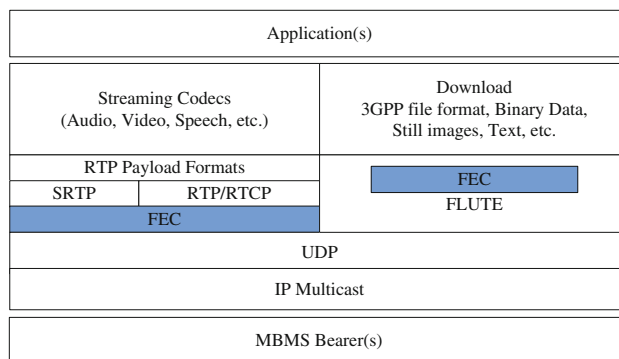 Application(s)
Streaming Codecs
(Audio, Video, Speech, etc.)
Download
3GPP file format, Binary Data,
Still images, Text, etc.
RTP Payload Formats
SRTP
RTP/RTCP
FEC
FEC
FLUTE
UDP
IP Multicast
MBMS Bearer(s)